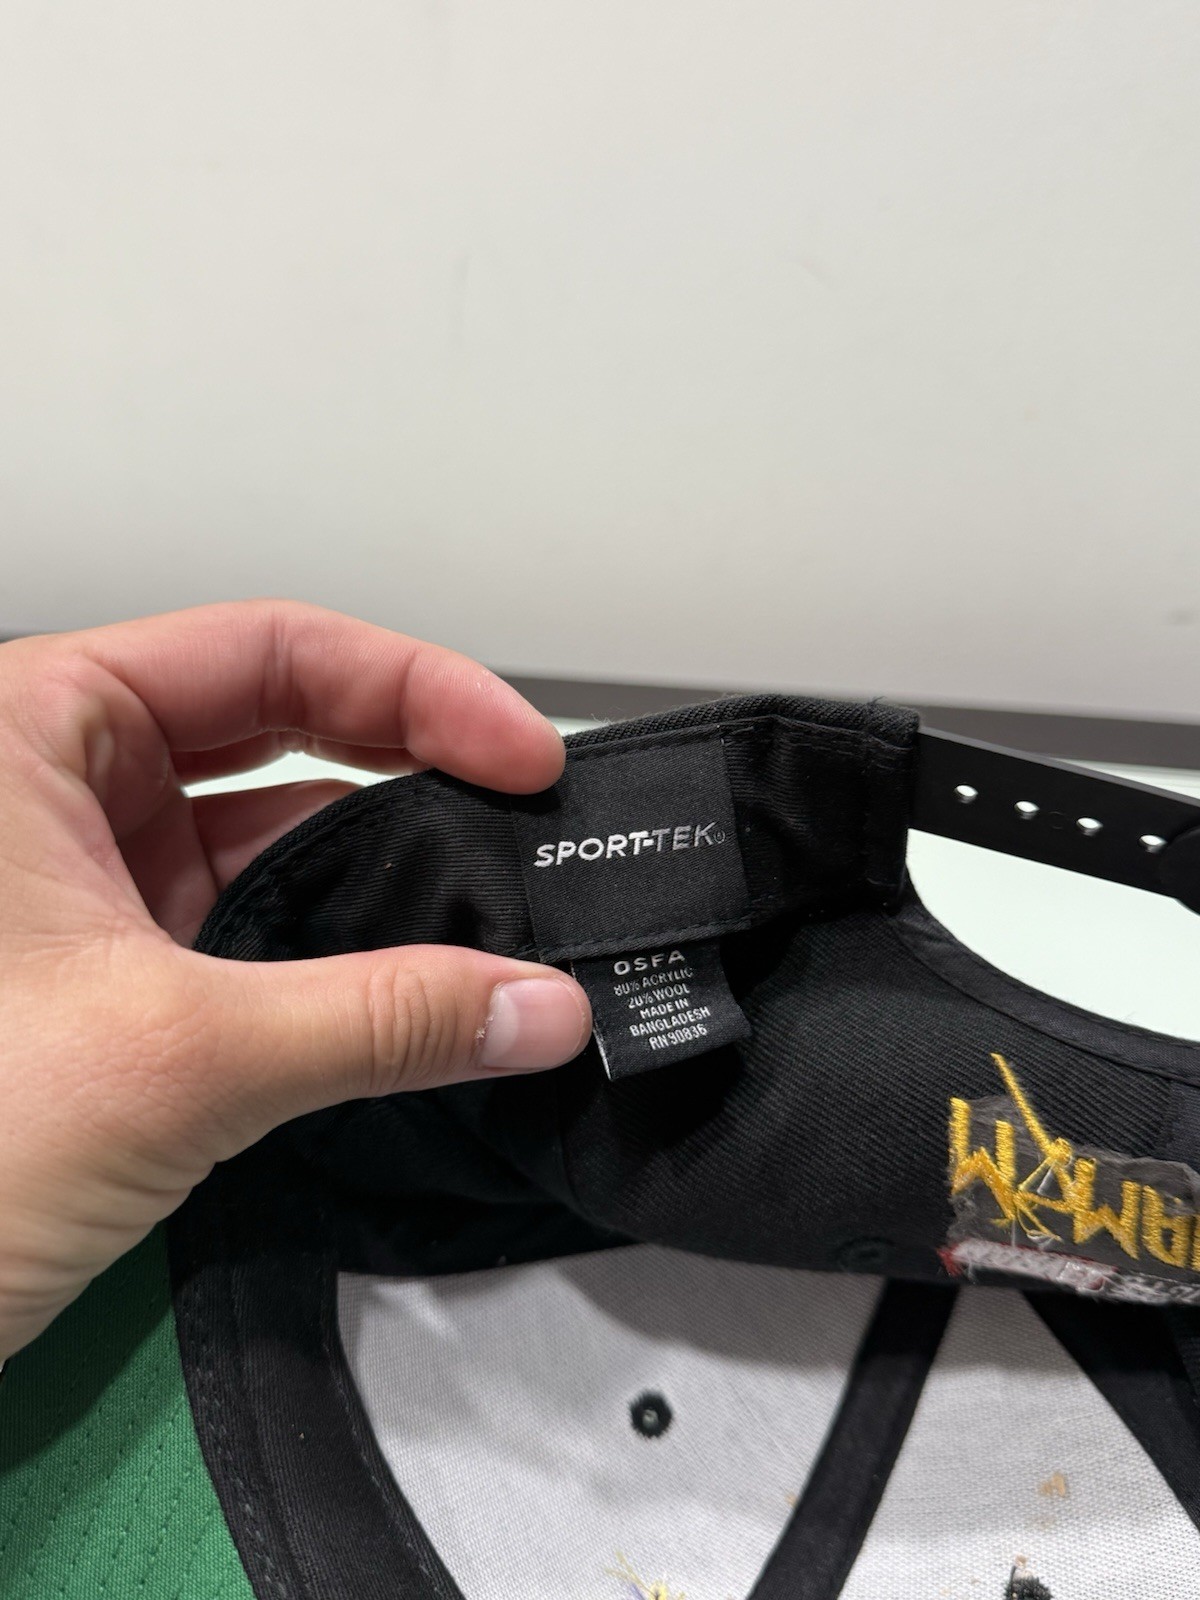 SPORT-TEK®
OSFA
80% ACRYLIC
20% WOOL
MADE IN
BANGLADESH
RN90836